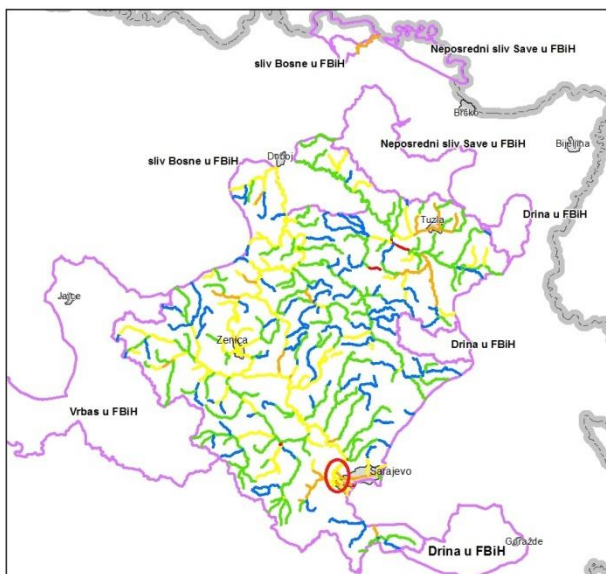 Neposredni sliv Save u FBiH
sliv Bosne u FBiH
Brčko
Neposredni sliv Save u FBiH
Bijeljina
sliv Bosne u FBiH
Doboj
Drina u FBiH
Tuzla
Jajce
Zenica
Drina u FBiH
Vrbas u FBiH
Sarajevo
Goražde
Drina u FBiH